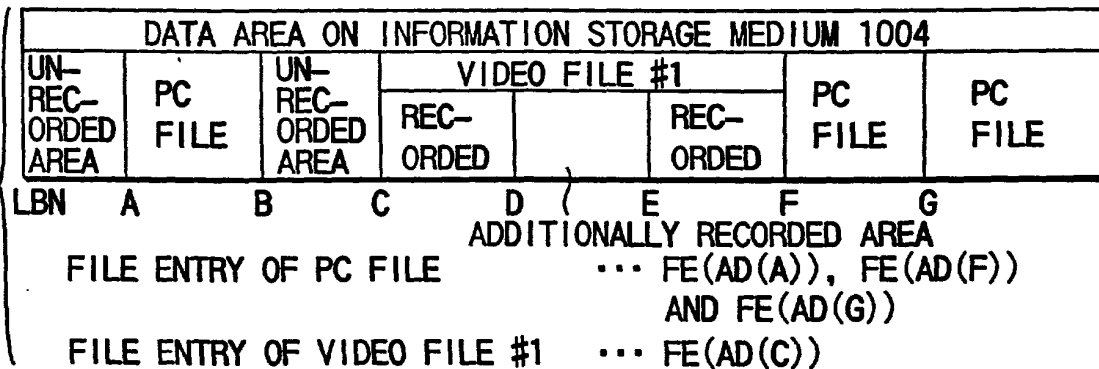 DATA AREA ON INFORMATION STORAGE MEDIUM 1004
UN-
REC-
ORDED
AREA
PC
FILE
UN-
REC-
ORDED
AREA
VIDEO FILE #1
REC-
ORDED
REC-
ORDED
PC
FILE
PC
FILE
LBN A B C D E F G
ADDITIONALLY RECORDED AREA
FILE ENTRY OF PC FILE ··· FE(AD(A)), FE(AD(F))
AND FE(AD(G))
FILE ENTRY OF VIDEO FILE #1 ··· FE(AD(C))